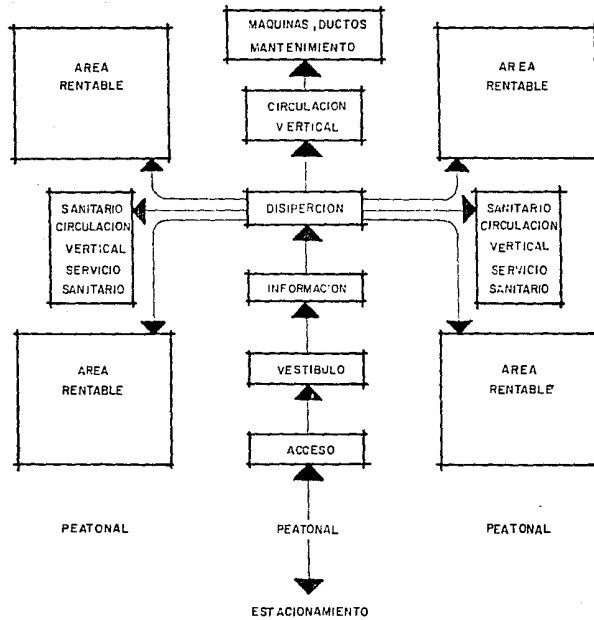 MAQUINAS, DUCTOS
MANTENIMIENTO
AREA
RENTABLE
AREA
RENTABLE
CIRCULACION
VERTICAL
SANITARIO
CIRCULACION
VERTICAL
SERVICIO
SANITARIO
DISIPERCION
SANITARIO
CIRCULACION
VERTICAL
SERVICIO
SANITARIO
INFORMACION
AREA
RENTABLE
VESTIBULO
AREA
RENTABLE
ACCESO
PEATONAL
PEATONAL
PEATONAL
ESTACIONAMIENTO